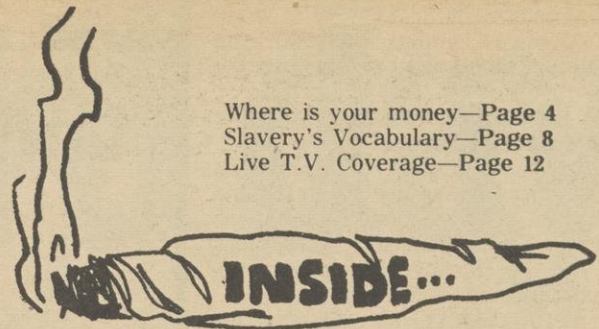 Where is your money—Page 4
Slavery's Vocabulary—Page 8
Live T.V. Coverage—Page 12
INSIDE...